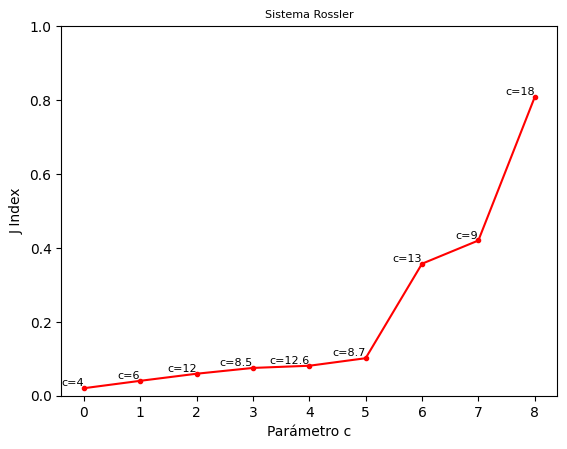 Sistema Rossler
1.0
0.8
0.6
0.4
0.2
0.0
J Index
c=4
c=6
c=12
c=8.5
c=12.6
c=8.7
c=13
c=9
c=18
0 1 2 3 4 5 6 7 8
Parámetro c